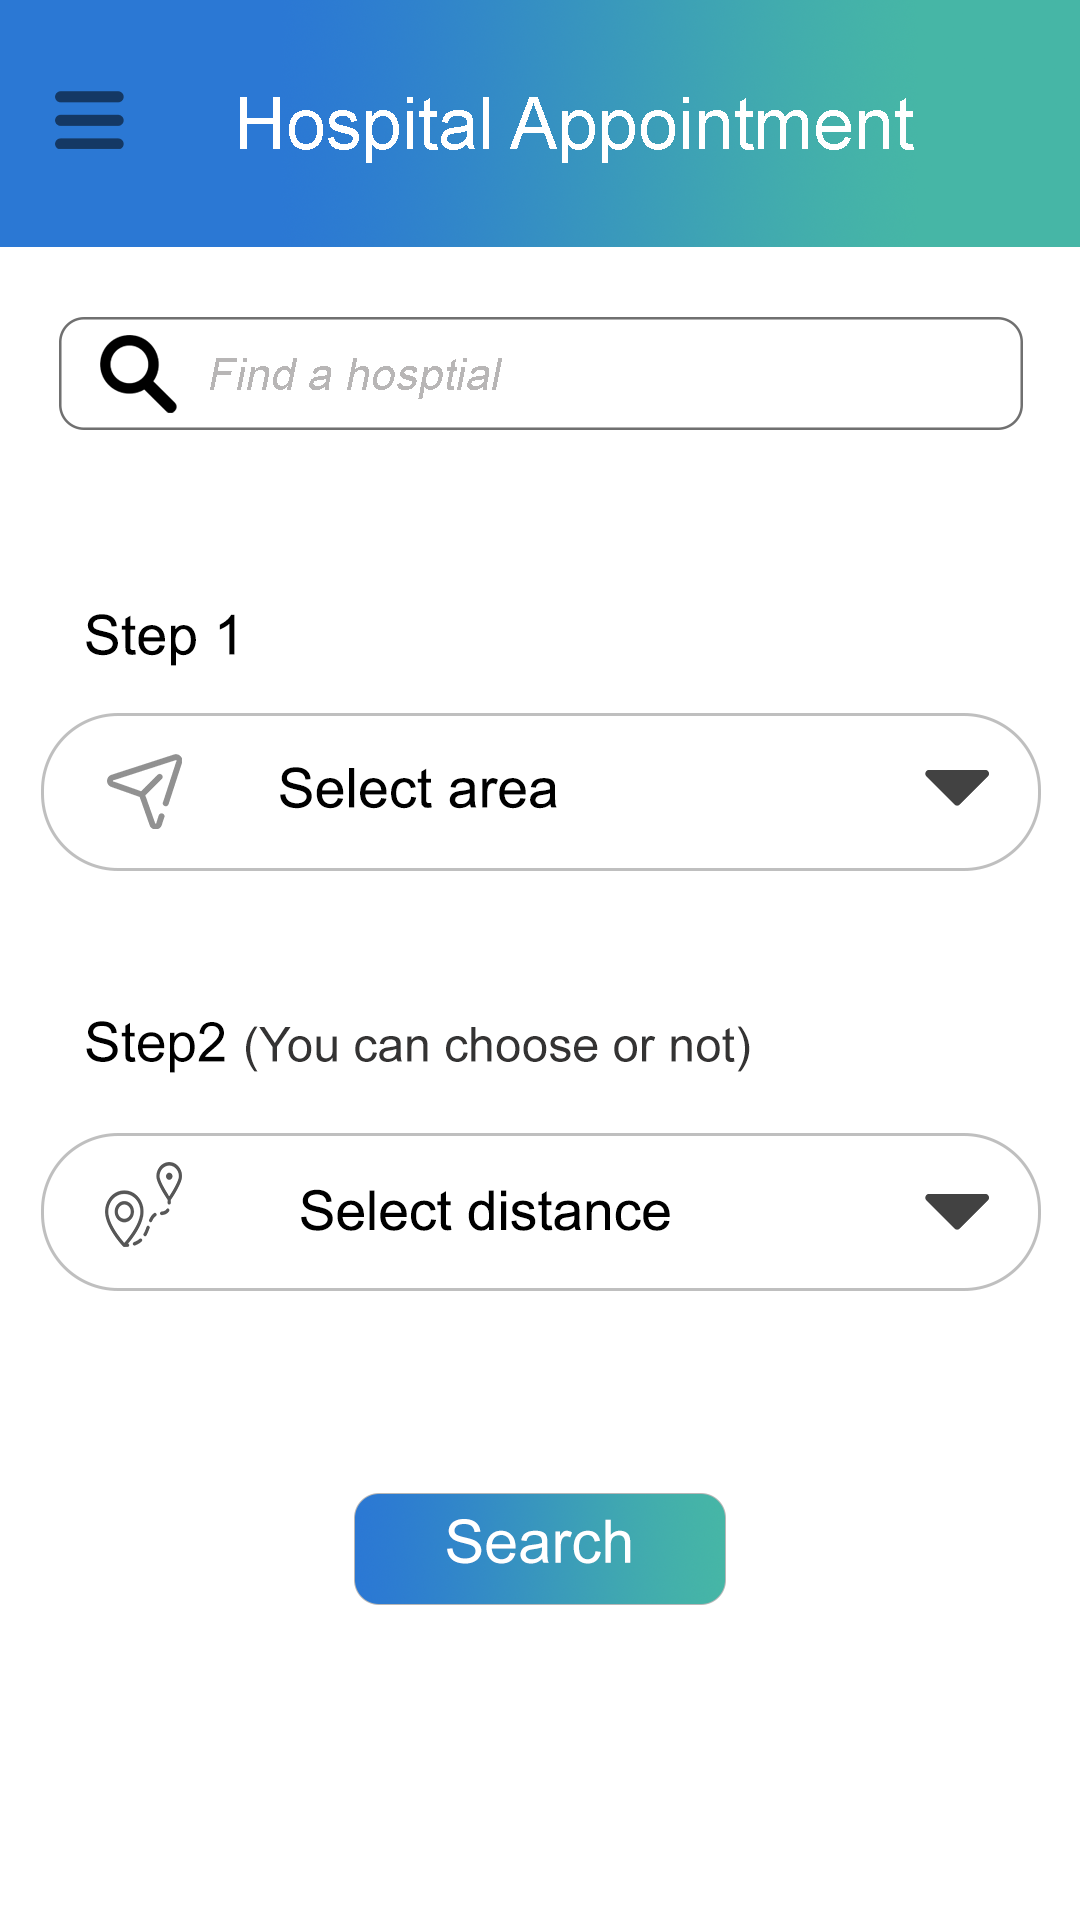 Hospital Appointment
Find a hosptial
Step 1
Select area
Step2 (You can choose or not)
Select distance
Search